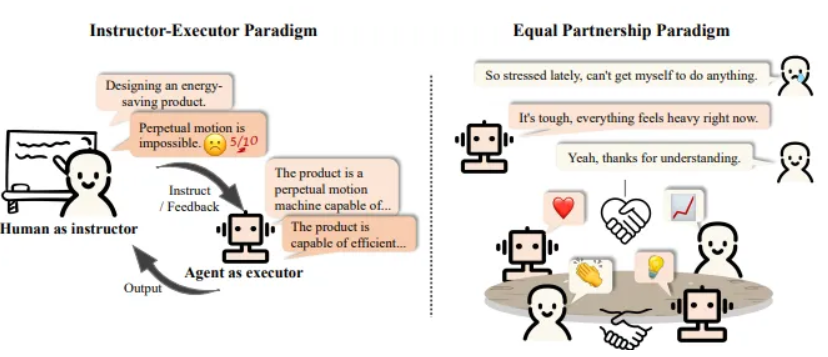 Instructor-Executor Paradigm
Designing an energy-
saving product.
Perpetual motion is
impossible. 5/10
Instruct
/ Feedback
The product is a
perpetual motion
machine capable of...
The product is
capable of efficient...
Human as instructor
Agent as executor
Output
Equal Partnership Paradigm
So stressed lately, can't get myself to do anything.
It's tough, everything feels heavy right now.
Yeah, thanks for understanding.